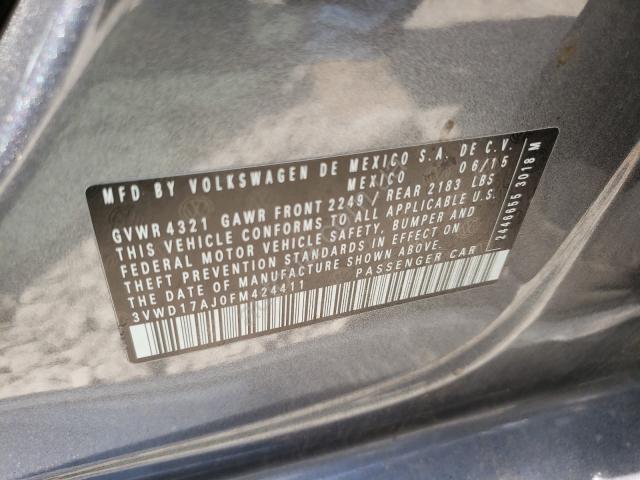 MFD BY VOLKSWAGEN DE MEXICO S.A. DE C.V.
MEXICO 06/15
GVWR 4321 GAWR FRONT 2249 REAR 2183 LBS
THIS VEHICLE CONFORMS TO ALL APPLICABLE U.S.
FEDERAL MOTOR VEHICLE SAFETY, BUMPER AND
THEFT PREVENTION STANDARDS IN EFFECT ON
THE DATE OF MANUFACTURE SHOWN ABOVE.
3VWD17AJ0FM424411 PASSENGER CAR
2446655 3018 M